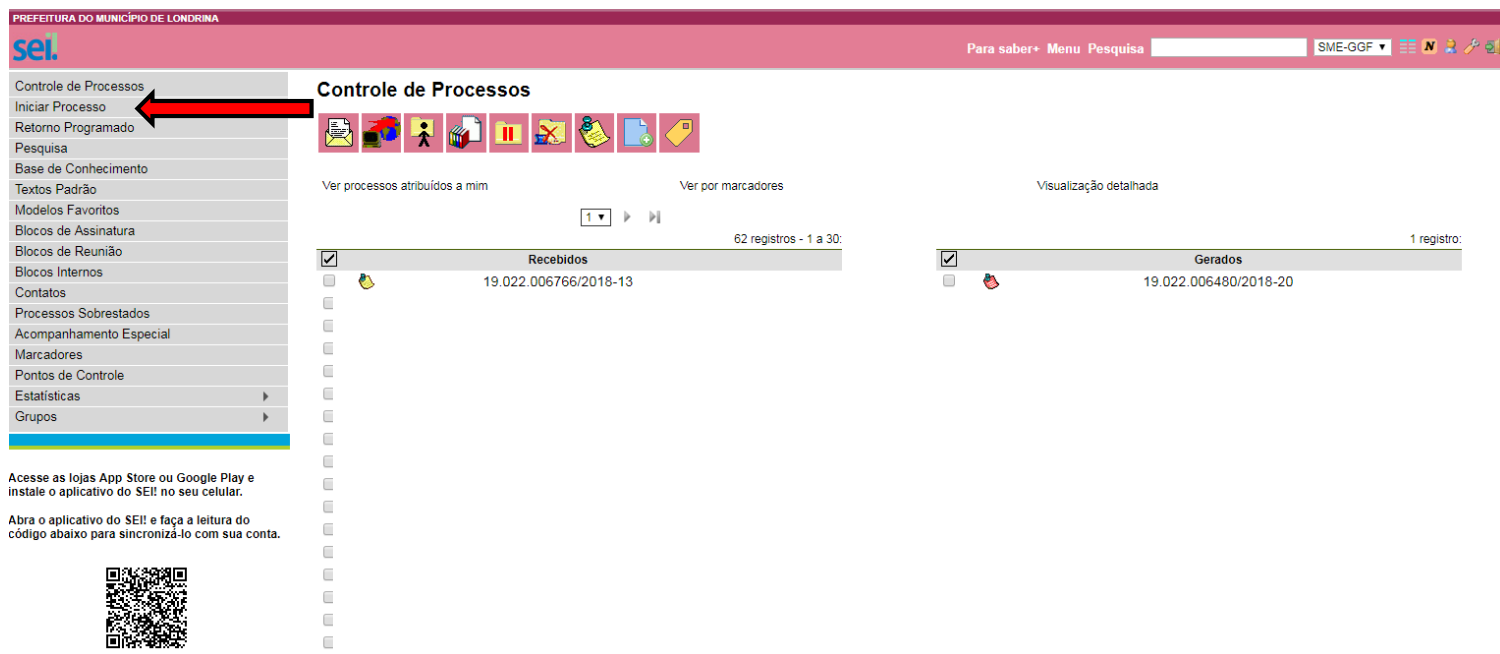 PREFEITURA DO MUNICÍPIO DE LONDRINA
sei!
Para saber+ Menu Pesquisa
SME-GGF
N
Controle de Processos
Iniciar Processo
Retorno Programado
Pesquisa
Base de Conhecimento
Textos Padrão
Modelos Favoritos
Blocos de Assinatura
Blocos de Reunião
Blocos Internos
Contatos
Processos Sobrestados
Acompanhamento Especial
Marcadores
Pontos de Controle
Estatísticas
Grupos
Acesse as lojas App Store ou Google Play e
instale o aplicativo do SEI! no seu celular.
Abra o aplicativo do SEI! e faça a leitura do
código abaixo para sincronizá-lo com sua conta.
Controle de Processos
Ver processos atribuídos a mim
Ver por marcadores
Visualização detalhada
1
62 registros - 1 a 30:
Recebidos
19.022.006766/2018-13
1 registro:
Gerados
19.022.006480/2018-20